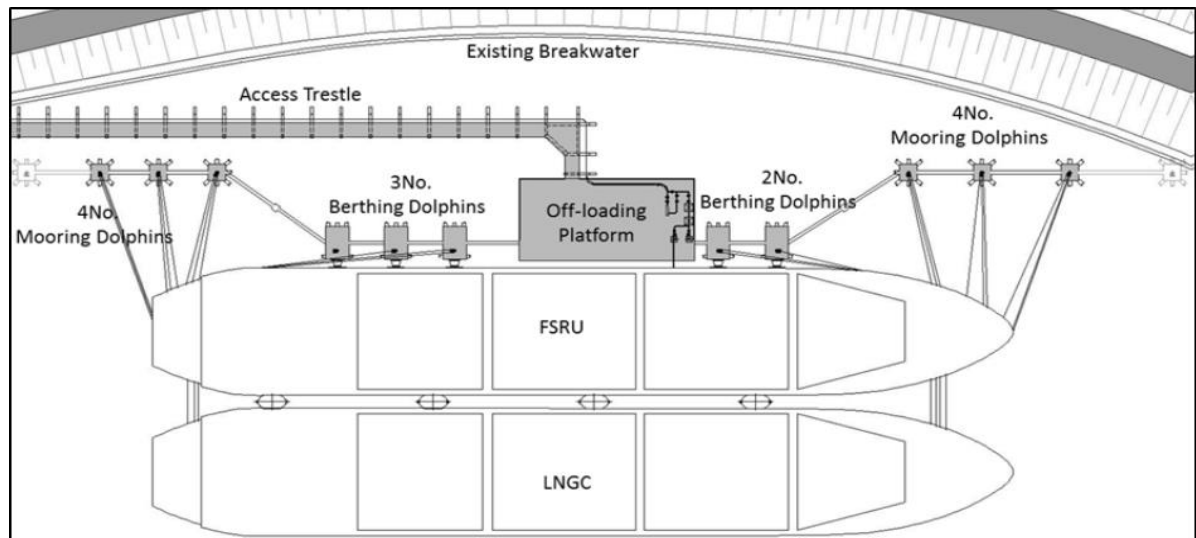 Existing Breakwater
Access Trestle
4No.
Mooring Dolphins
3No.
Berthing Dolphins
2No.
Berthing Dolphins
4No.
Mooring Dolphins
Off-loading
Platform
FSRU
LNGC